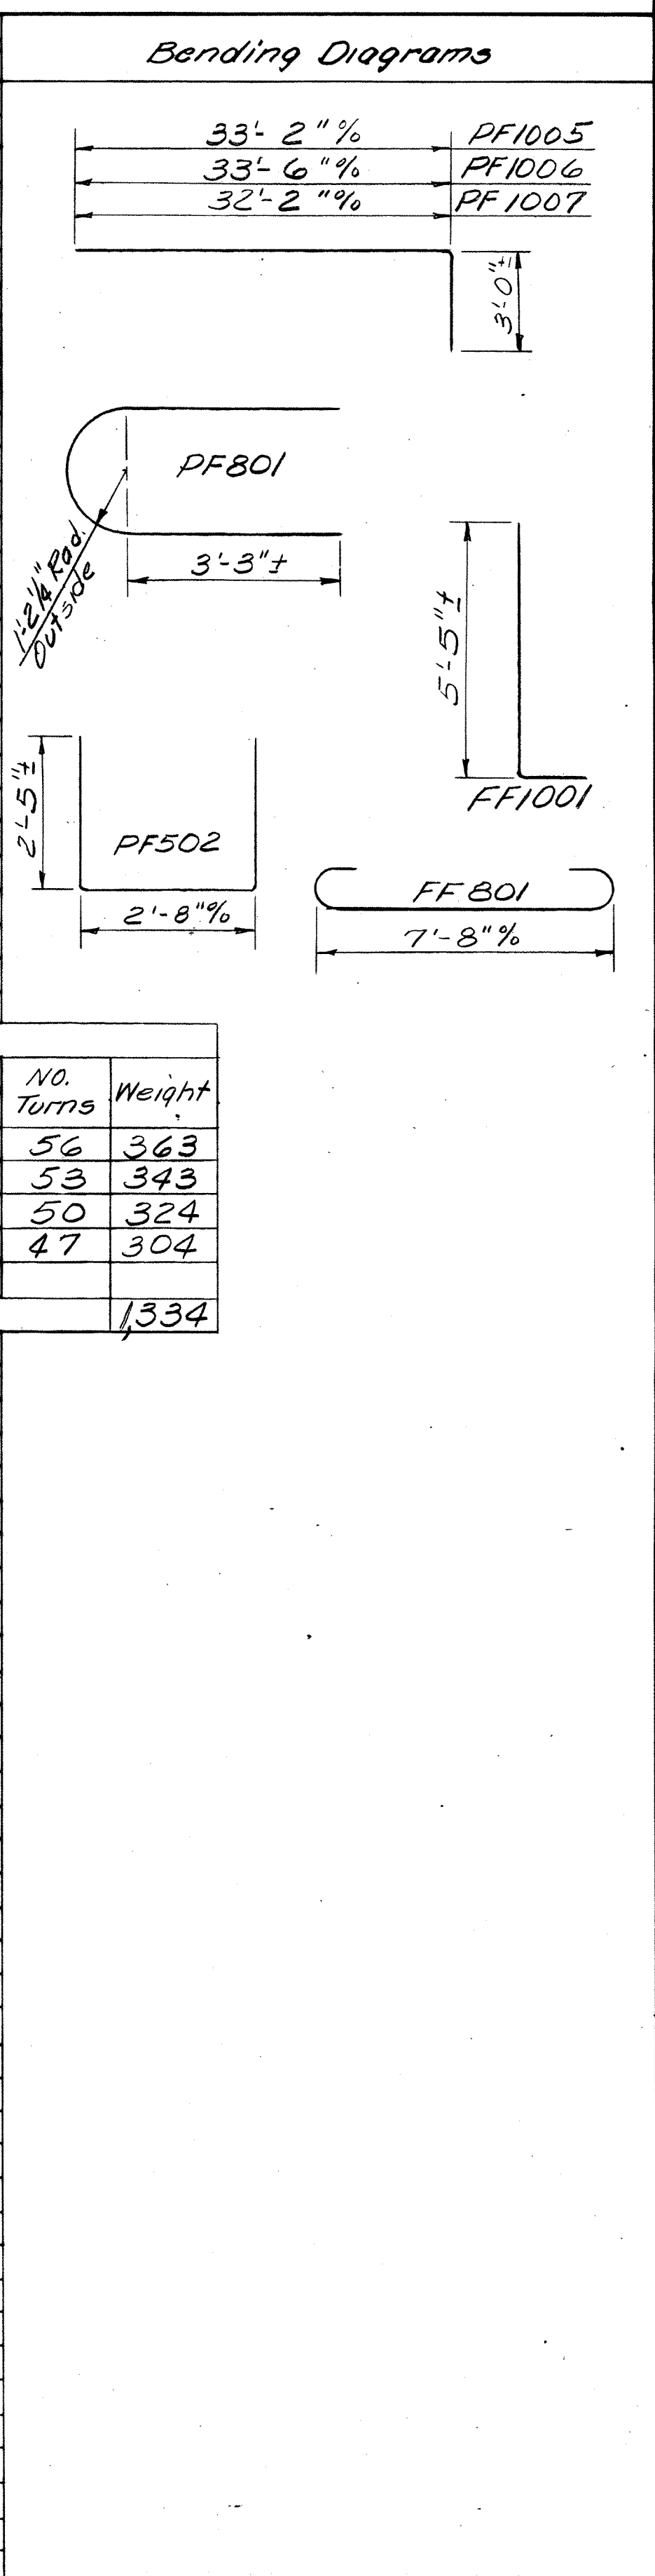 Bending Diagrams
33'-2"% PF1005
33'-6"% PF1006
32'-2"% PF1007
3'-0"±
PF801
1'-2¼" Rad.
Outside
3'-3"±
5'-5"±
FF1001
2'-5"±
PF502
2'-8"%
FF801
7'-8"%
NO. Turns Weight
56 363
53 343
50 324
47 304
1,334